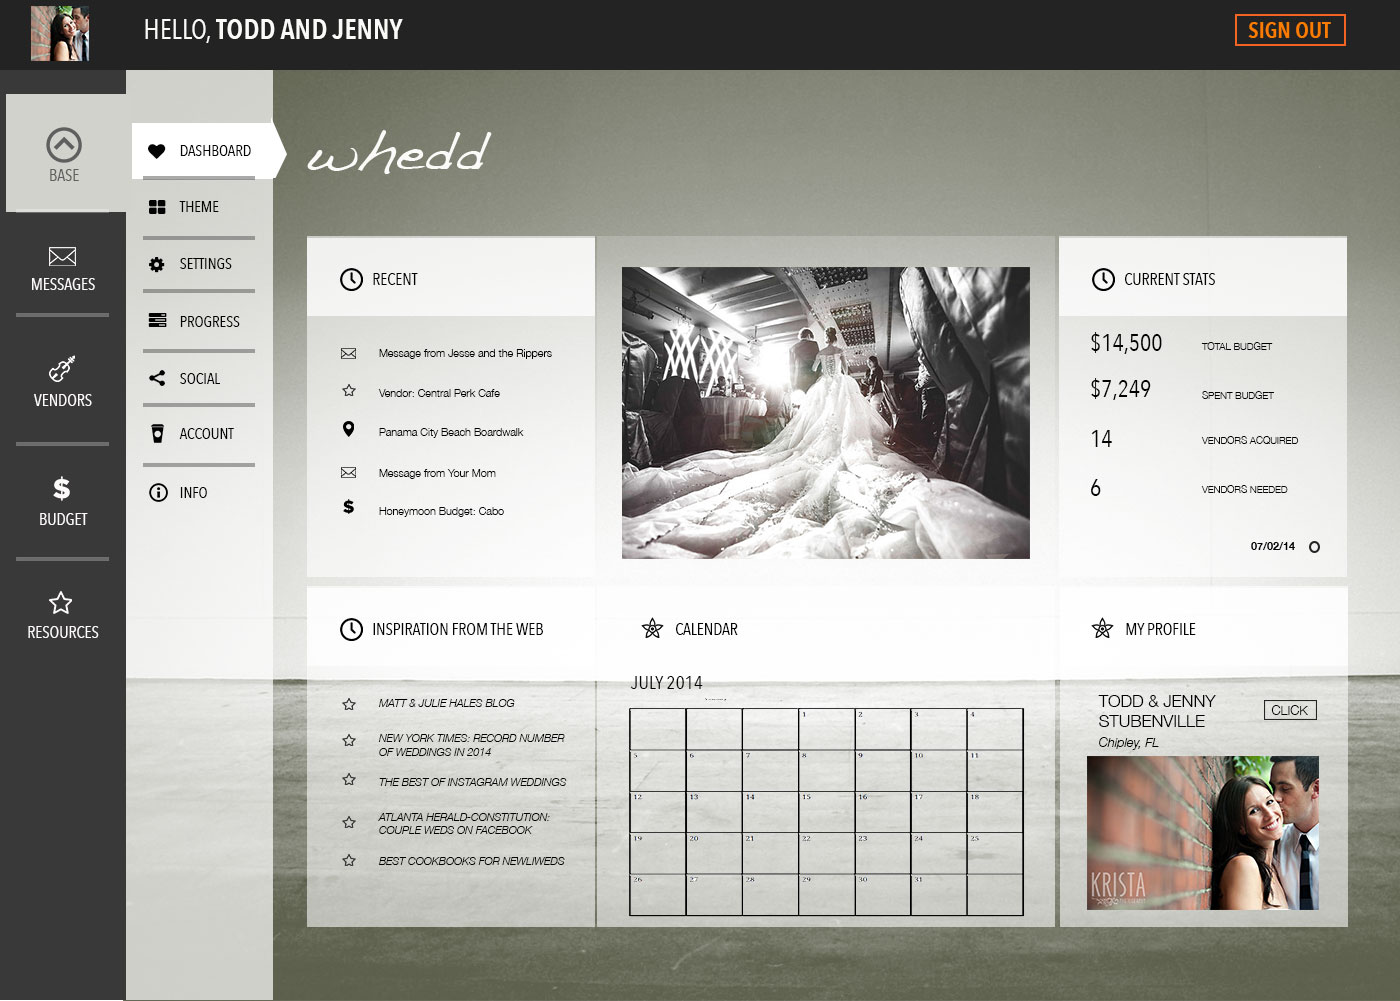 HELLO, TODD AND JENNY
SIGN OUT
BASE
MESSAGES
VENDORS
$
BUDGET
RESOURCES
DASHBOARD
THEME
SETTINGS
PROGRESS
SOCIAL
ACCOUNT
INFO
whedd
RECENT
Message from Jesse and the Rippers
Vendor: Central Perk Cafe
Panama City Beach Boardwalk
Message from Your Mom
$ Honeymoon Budget: Cabo
CURRENT STATS
$14,500 TOTAL BUDGET
$7,249 SPENT BUDGET
14 VENDORS ACQUIRED
6 VENDORS NEEDED
07/02/14
INSPIRATION FROM THE WEB
MATT & JULIE HALES BLOG
NEW YORK TIMES: RECORD NUMBER
OF WEDDINGS IN 2014
THE BEST OF INSTAGRAM WEDDINGS
ATLANTA HERALD-CONSTITUTION:
COUPLE WEDS ON FACEBOOK
BEST COOKBOOKS FOR NEWLIWEDS
CALENDAR
JULY 2014
1 2 3 4
5 6 7 8 9 10 11
12 13 14 15 16 17 18
19 20 21 22 23 24 25
26 27 28 29 30 31
MY PROFILE
TODD & JENNY
STUBENVILLE
CLICK
Chipley, FL
KRISTA